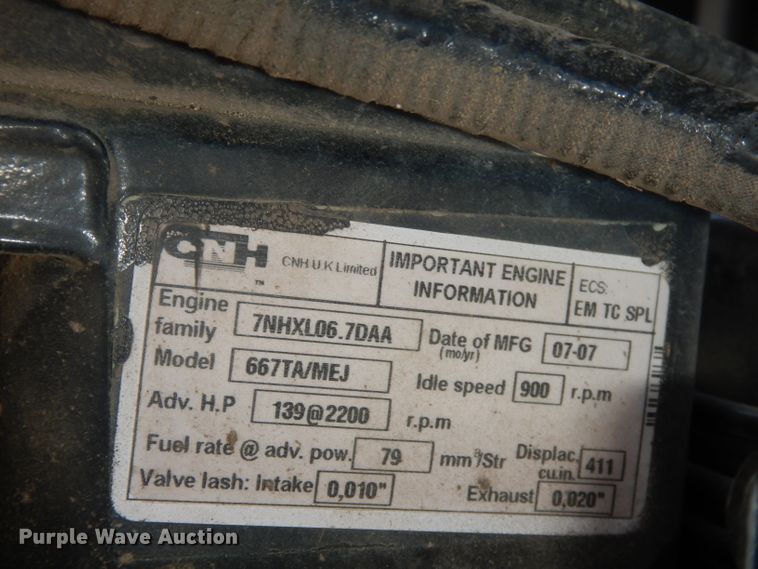 CNH ™ CNH U.K Limited
IMPORTANT ENGINE
INFORMATION
ECS:
EM TC SPL
Engine
family 7NHXL06.7DAA
Date of MFG 07-07
(mo/yr)
Model 667TA/MEJ
Idle speed 900 r.p.m
Adv. H.P 139@2200 r.p.m
Fuel rate @ adv. pow. 79 mm³/Str
Displac. 411
cu.in.
Valve lash: Intake 0,010"
Exhaust 0,020"
Purple Wave Auction